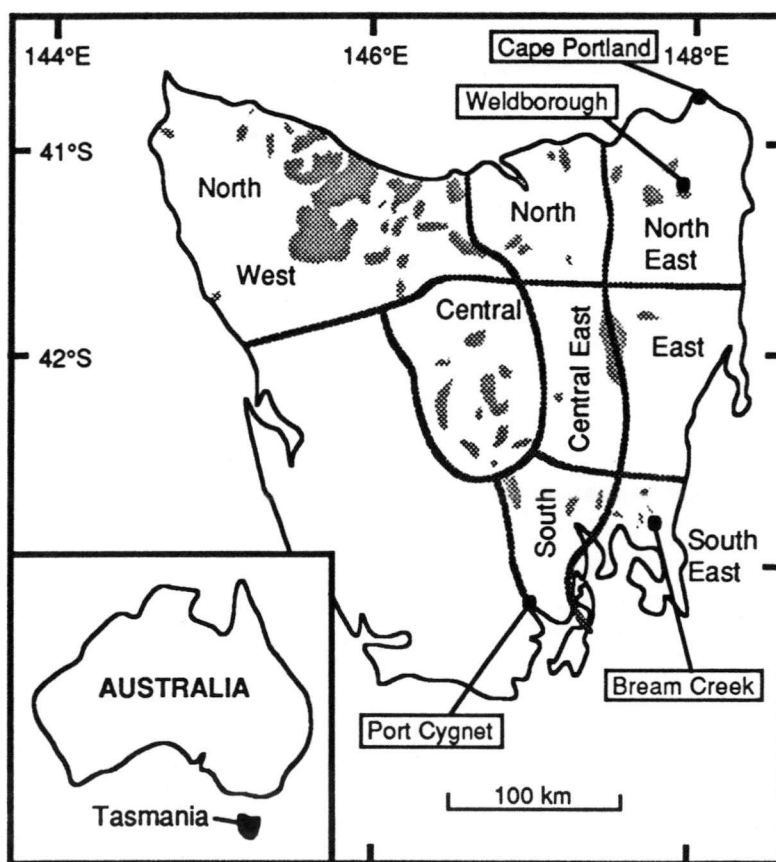 144°E
146°E
148°E
Cape Portland
Weldborough
41°S
North
West
North
North
East
Central
42°S
Central East
East
South
South
East
AUSTRALIA
Tasmania
Port Cygnet
Bream Creek
100 km